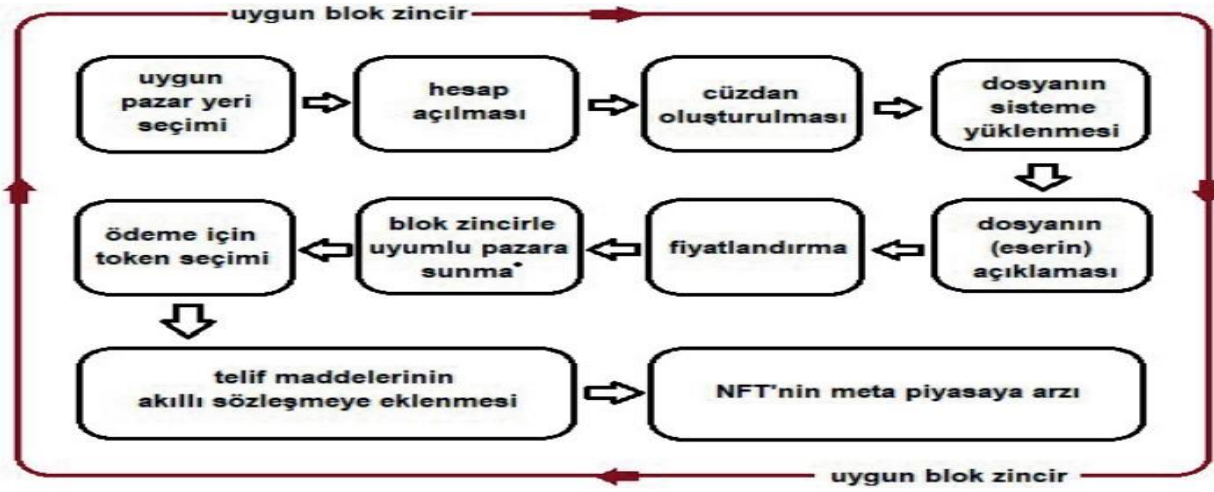 uygun blok zincir
uygun
pazar yeri
seçimi
hesap
açılması
cüzdan
oluşturulması
dosyanın
sisteme
yüklenmesi
dosyanın
(eserin)
açıklaması
fiyatlandırma
blok zincirle
uyumlu pazara
sunma*
ödeme için
token seçimi
telif maddelerinin
akıllı sözleşmeye eklenmesi
NFT'nin meta piyasaya arzı
uygun blok zincir